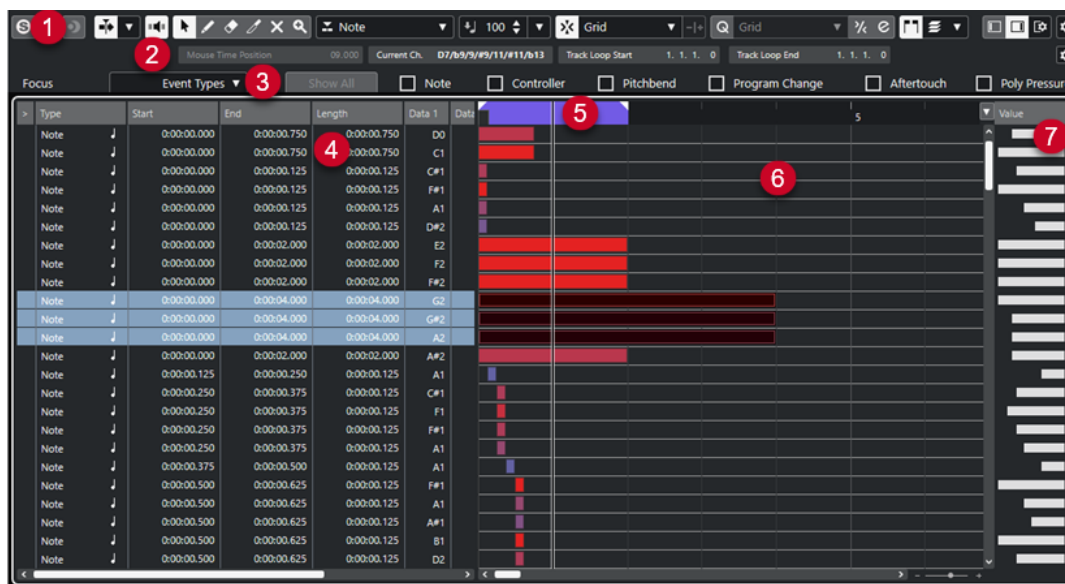 S 1 Note 100 Grid Q Grid e
2 Mouse Time Position 09.000 Current Ch. D7/b9/9/#9/11/#11/b13 Track Loop Start 1. 1. 1. 0 Track Loop End 1. 1. 1. 0
Focus Event Types 3 Show All Note Controller Pitchbend Program Change Aftertouch Poly Pressur
> Type Start End Length Data 1 Data 5 5 Value
Note 0:00:00.000 0:00:00.750 0:00:00.750 D0 7
Note 0:00:00.000 0:00:00.750 4 0:00:00.750 C1
Note 0:00:00.000 0:00:00.125 0:00:00.125 C#1 6
Note 0:00:00.000 0:00:00.125 0:00:00.125 F#1
Note 0:00:00.000 0:00:00.125 0:00:00.125 A1
Note 0:00:00.000 0:00:00.125 0:00:00.125 D#2
Note 0:00:00.000 0:00:02.000 0:00:02.000 E2
Note 0:00:00.000 0:00:02.000 0:00:02.000 F2
Note 0:00:00.000 0:00:02.000 0:00:02.000 F#2
Note 0:00:00.000 0:00:04.000 0:00:04.000 G2
Note 0:00:00.000 0:00:04.000 0:00:04.000 G#2
Note 0:00:00.000 0:00:04.000 0:00:04.000 A2
Note 0:00:00.000 0:00:02.000 0:00:02.000 A#2
Note 0:00:00.125 0:00:00.250 0:00:00.125 A1
Note 0:00:00.250 0:00:00.375 0:00:00.125 C#1
Note 0:00:00.250 0:00:00.375 0:00:00.125 F1
Note 0:00:00.250 0:00:00.375 0:00:00.125 F#1
Note 0:00:00.250 0:00:00.375 0:00:00.125 A1
Note 0:00:00.375 0:00:00.500 0:00:00.125 A1
Note 0:00:00.500 0:00:00.625 0:00:00.125 F#1
Note 0:00:00.500 0:00:00.625 0:00:00.125 A1
Note 0:00:00.500 0:00:00.625 0:00:00.125 A#1
Note 0:00:00.500 0:00:00.625 0:00:00.125 B1
Note 0:00:00.500 0:00:00.625 0:00:00.125 D2